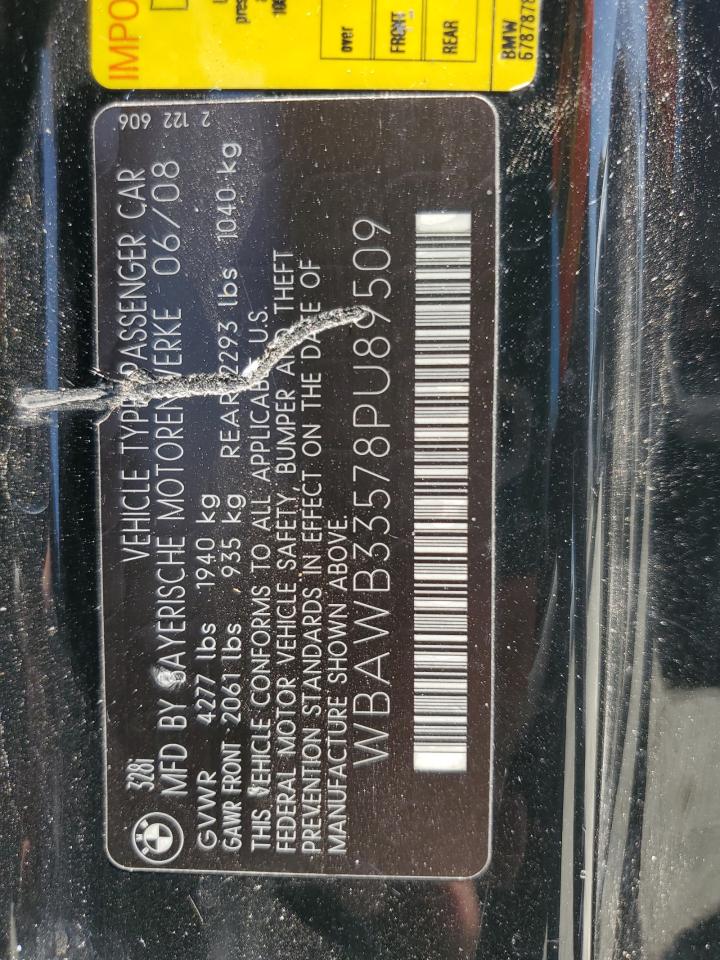 328i VEHICLE TYPE PASSENGER CAR 2 122 606
MFD BY BAYERISCHE MOTOREN WERKE 06/08
GVWR 4277 lbs 1940 kg
GAWR FRONT 2061 lbs 935 kg REAR 2293 lbs 1040 kg
THIS VEHICLE CONFORMS TO ALL APPLICABLE U.S.
FEDERAL MOTOR VEHICLE SAFETY, BUMPER AND THEFT
PREVENTION STANDARDS IN EFFECT ON THE DATE OF
MANUFACTURE SHOWN ABOVE.
WBAWB33578PU89509
IMPO
over
FRONT
REAR
BMW
6787878